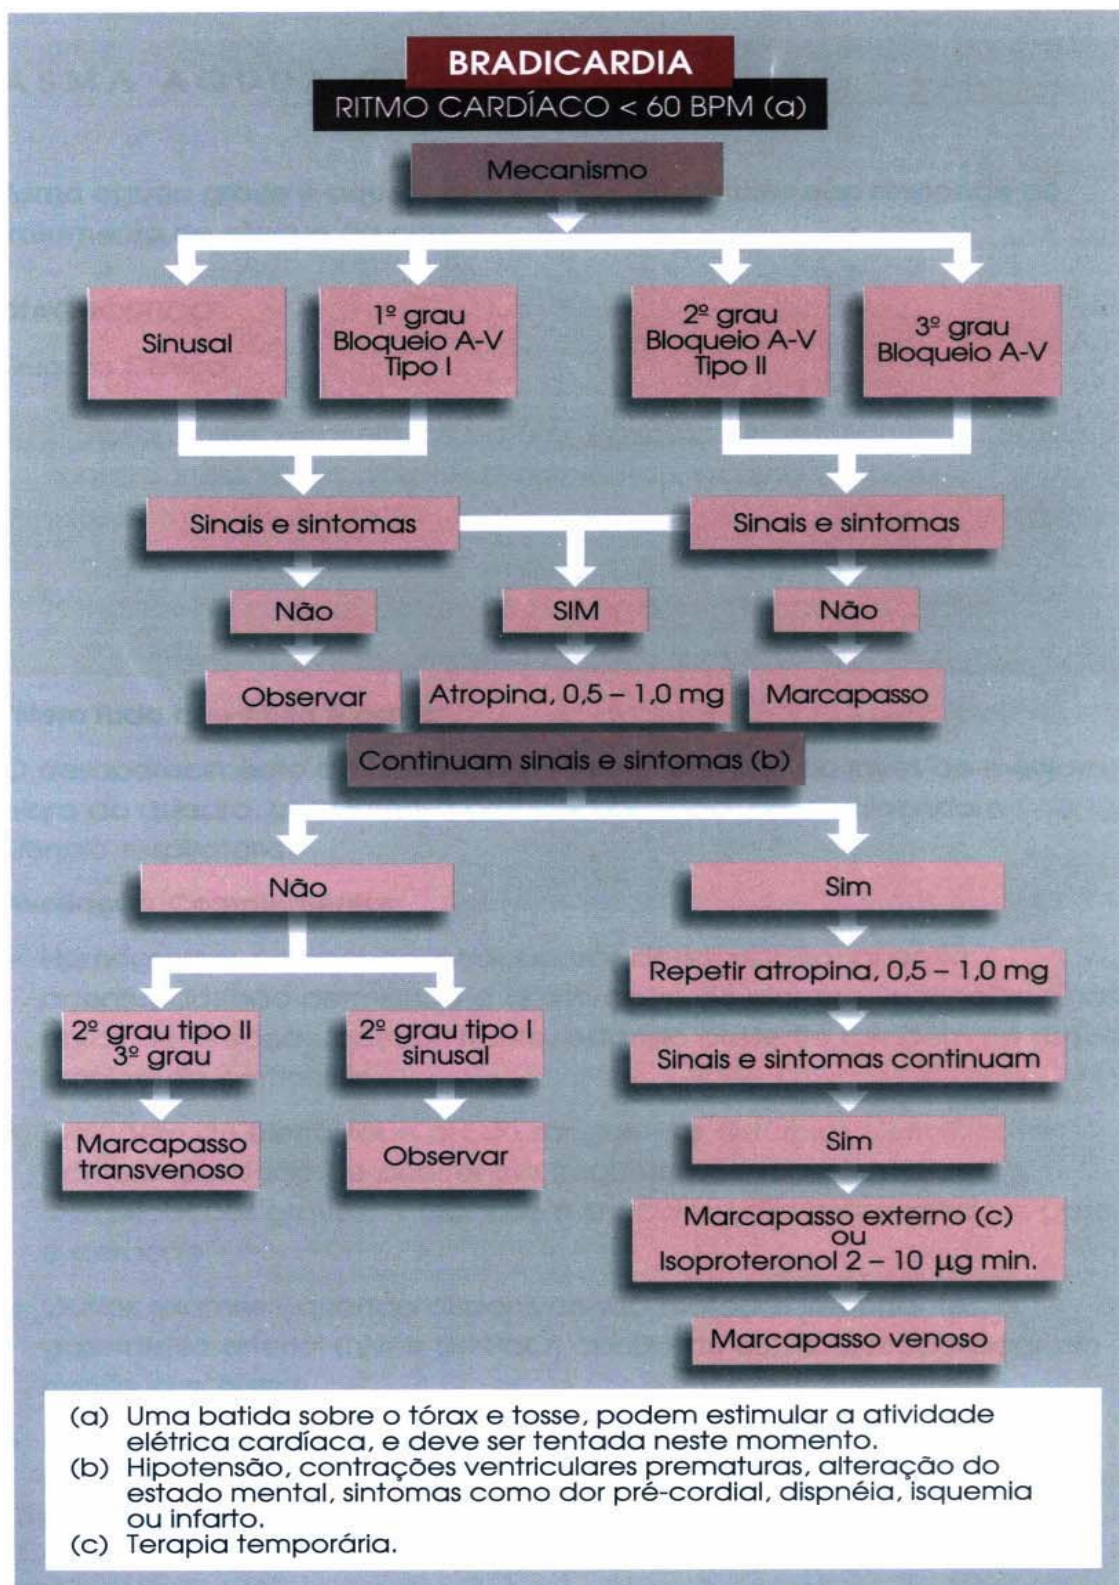 BRADICARDIA
RITMO CARDÍACO < 60 BPM (a)
Mecanismo
Sinusal
1º grau
Bloqueio A-V
Tipo I
2º grau
Bloqueio A-V
Tipo II
3º grau
Bloqueio A-V
Sinais e sintomas
Sinais e sintomas
Não
SIM
Não
Observar
Atropina, 0,5 – 1,0 mg
Marcapasso
Continuam sinais e sintomas (b)
Não
Sim
Repetir atropina, 0,5 – 1,0 mg
2º grau tipo II
3º grau
2º grau tipo I
sinusal
Sinais e sintomas continuam
Marcapasso
transvenoso
Observar
Sim
Marcapasso externo (c)
ou
Isoproteronol 2 – 10 µg min.
Marcapasso venoso
(a) Uma batida sobre o tórax e tosse, podem estimular a atividade
elétrica cardíaca, e deve ser tentada neste momento.
(b) Hipotensão, contrações ventriculares prematuras, alteração do
estado mental, sintomas como dor pré-cordial, dispnéia, isquemia
ou infarto.
(c) Terapia temporária.